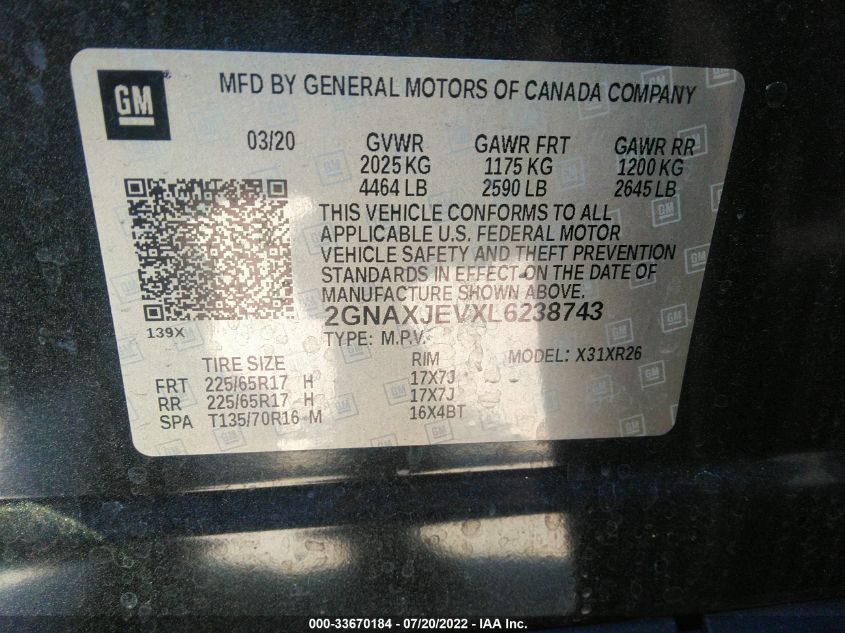 GM
MFD BY GENERAL MOTORS OF CANADA COMPANY
03/20 GVWR GAWR FRT GAWR RR
2025 KG 1175 KG 1200 KG
4464 LB 2590 LB 2645 LB
THIS VEHICLE CONFORMS TO ALL
APPLICABLE U.S. FEDERAL MOTOR
VEHICLE SAFETY AND THEFT PREVENTION
STANDARDS IN EFFECT ON THE DATE OF
MANUFACTURE SHOWN ABOVE.
2GNAXJEVXL6238743
139X
TYPE: M.P.V.
TIRE SIZE RIM MODEL: X31XR26
FRT 225/65R17 H 17X7J
RR 225/65R17 H 17X7J
SPA T135/70R16 M 16X4BT
000-33670184 - 07/20/2022 - IAA Inc.